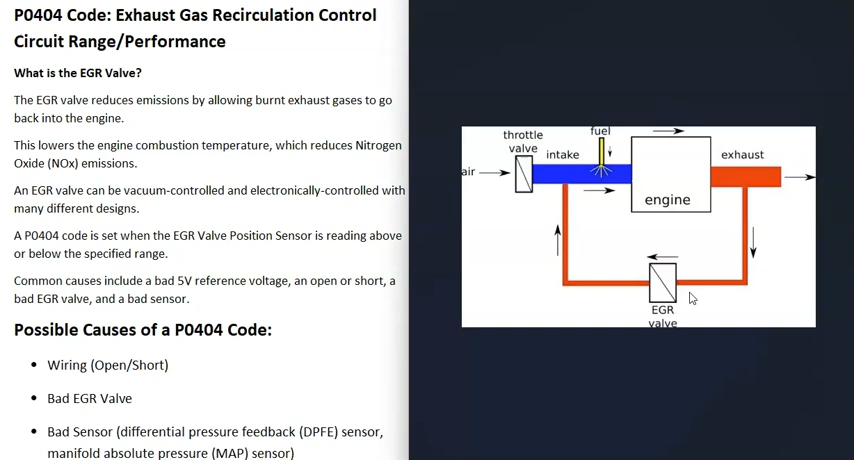 P0404 Code: Exhaust Gas Recirculation Control
Circuit Range/Performance
What is the EGR Valve?
The EGR valve reduces emissions by allowing burnt exhaust gases to go
back into the engine.
This lowers the engine combustion temperature, which reduces Nitrogen
Oxide (NOx) emissions.
An EGR valve can be vacuum-controlled and electronically-controlled with
many different designs.
A P0404 code is set when the EGR Valve Position Sensor is reading above
or below the specified range.
Common causes include a bad 5V reference voltage, an open or short, a
bad EGR valve, and a bad sensor.
Possible Causes of a P0404 Code:
• Wiring (Open/Short)
• Bad EGR Valve
• Bad Sensor (differential pressure feedback (DPFE) sensor,
manifold absolute pressure (MAP) sensor)
throttle
valve
fuel
intake
exhaust
air
engine
EGR
valve